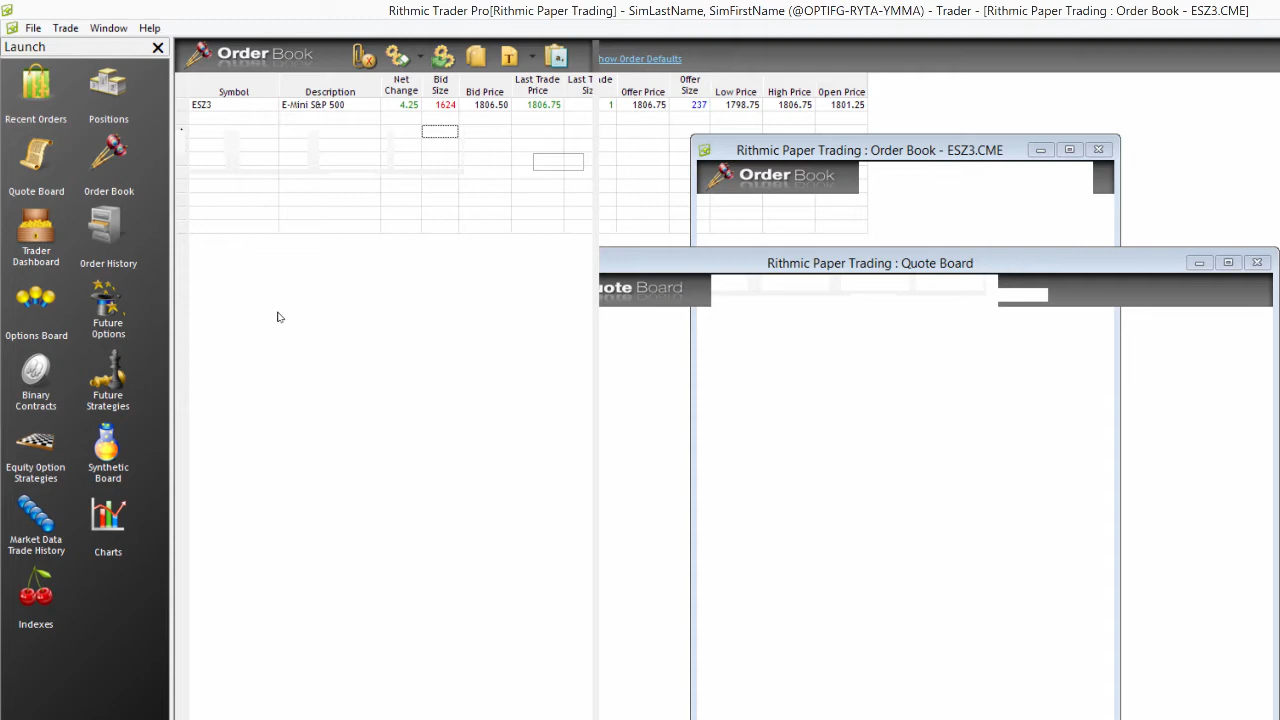 Rithmic Trader Pro[Rithmic Paper Trading] - SimLastName, SimFirstName (@OPTIFG-RYTA-YMMA) - Trader - [Rithmic Paper Trading : Order Book - ESZ3.CME]
File Trade Window Help
Launch
Recent Orders
Positions
Quote Board
Order Book
Trader Dashboard
Order History
Options Board
Future Options
Binary Contracts
Future Strategies
Equity Option Strategies
Synthetic Board
Market Data Trade History
Charts
Indexes
Order Book
how Order Defaults
Symbol Description Net Change Bid Size Bid Price Last Trade Price Last T Siz de Offer Price Offer Size Low Price High Price Open Price
ESZ3 E-Mini S&P 500 4.25 1624 1806.50 1806.75 1 1806.75 237 1798.75 1806.75 1801.25
Rithmic Paper Trading : Order Book - ESZ3.CME
Order Book
Rithmic Paper Trading : Quote Board
uote Board